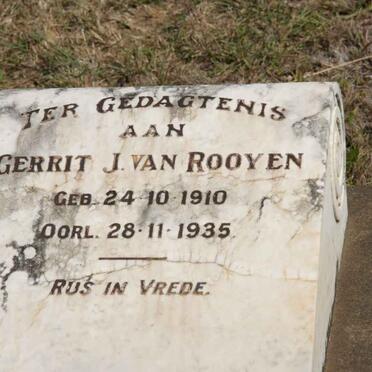 TER GEDAGTENIS
AAN
GERRIT J. VAN ROOYEN
GEB. 24·10·1910
OORL. 28·11·1935.
RUS IN VREDE.